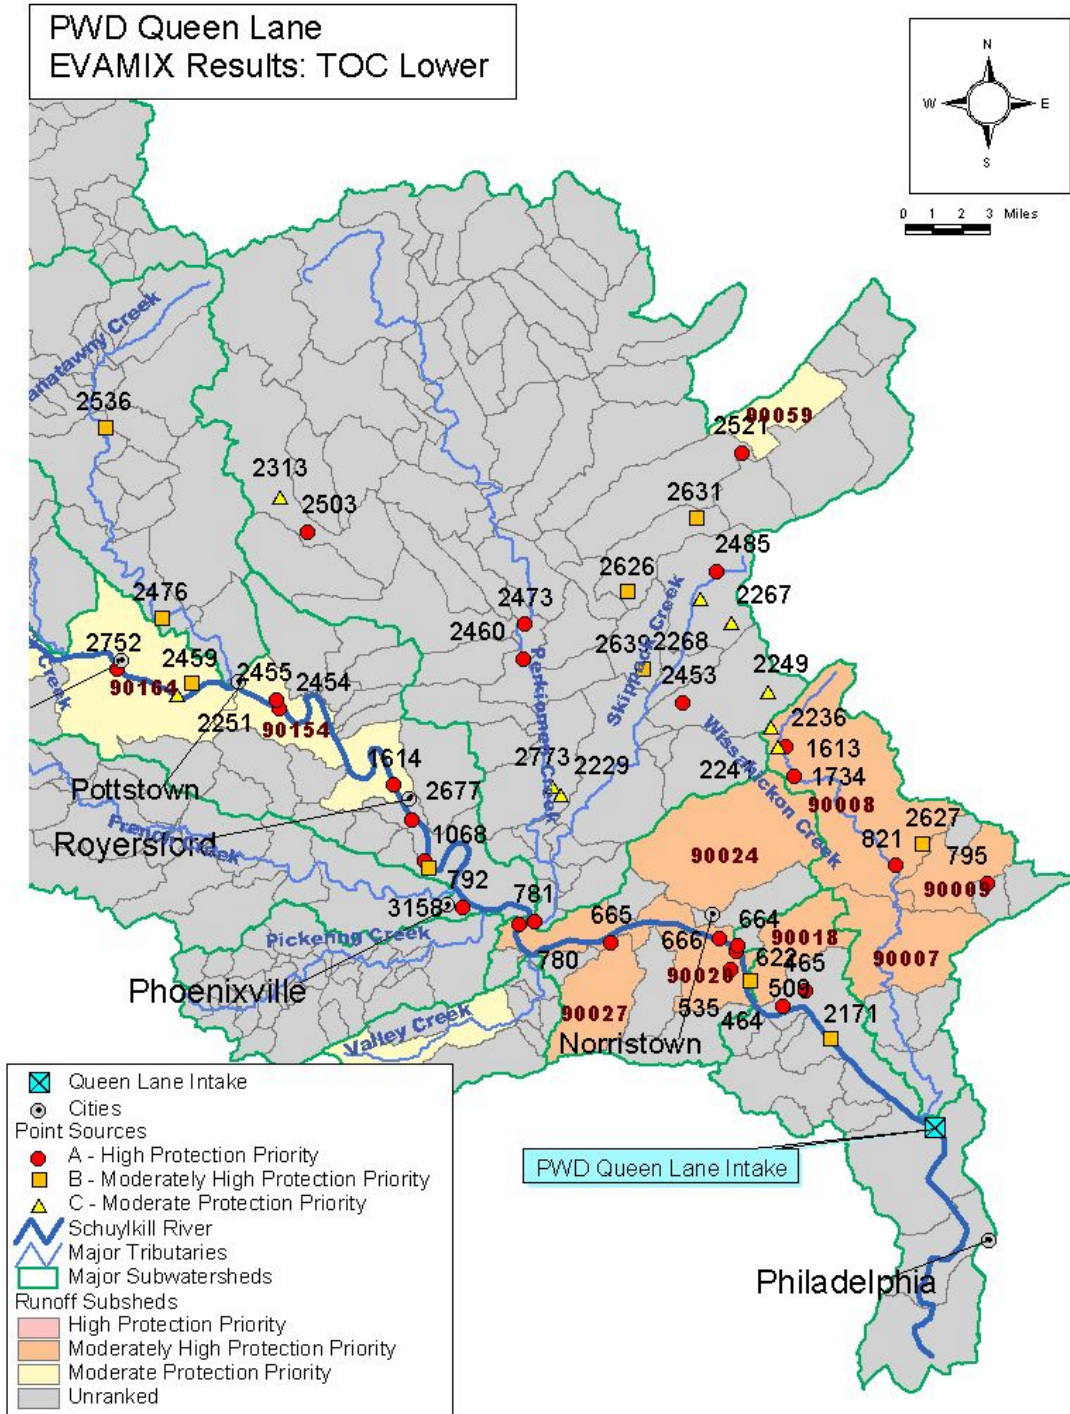 PWD Queen Lane
EVAMIX Results: TOC Lower
N
W
E
S
0 1 2 3 Miles
anatawny Creek
2536
2521
90059
2313
2503
2631
2485
2626
2267
2476
2473
2460
2639
2268
Skippack Creek
2752
2459
2455
2454
2453
2249
90164
Creek
2251
90154
Perkiomen Creek
Wissahickon Creek
2236
1613
1614
2773
2229
224
1734
Pottstown
2677
90008
2627
French Creek
Royersford
1068
90024
821
795
90009
792
781
3158
665
664
666
90018
Pickering Creek
780
622
465
90007
90020
Phoenixville
509
535
464
2171
90027
Valley Creek
Norristown
PWD Queen Lane Intake
Philadelphia
Queen Lane Intake
Cities
Point Sources
A - High Protection Priority
B - Moderately High Protection Priority
C - Moderate Protection Priority
Schuylkill River
Major Tributaries
Major Subwatersheds
Runoff Subsheds
High Protection Priority
Moderately High Protection Priority
Moderate Protection Priority
Unranked